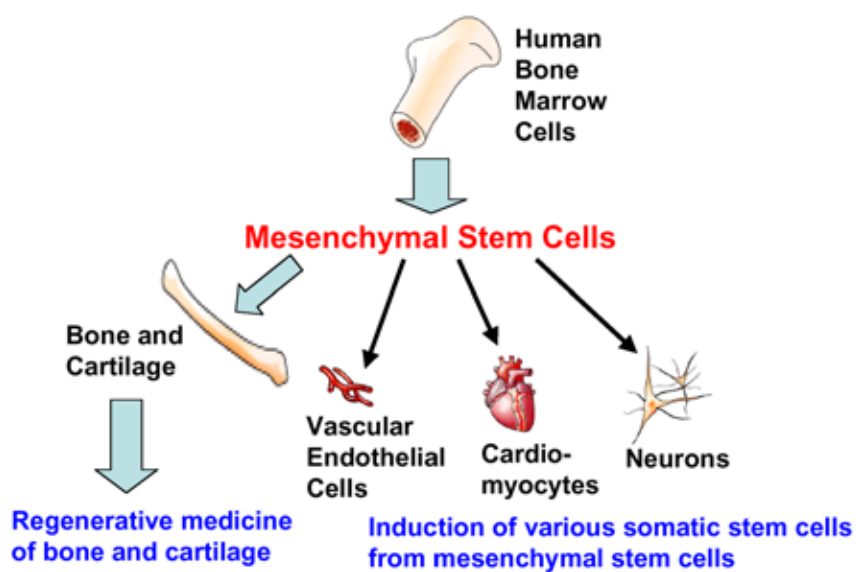 Human
Bone
Marrow
Cells
Mesenchymal Stem Cells
Bone and
Cartilage
Vascular
Endothelial
Cells
Cardio-
myocytes
Neurons
Regenerative medicine
of bone and cartilage
Induction of various somatic stem cells
from mesenchymal stem cells